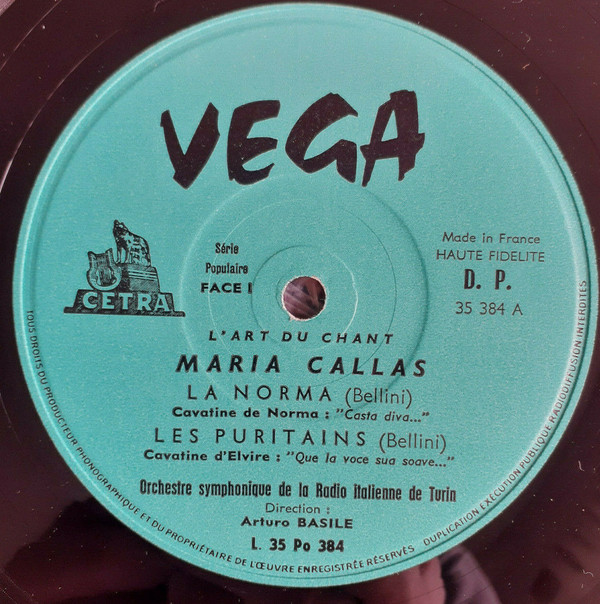 VEGA
CETRA
Série
Populaire
FACE I
Made in France
HAUTE FIDELITE
D. P.
35 384 A
L'ART DU CHANT
MARIA CALLAS
LA NORMA (Bellini)
Cavatine de Norma : "Casta diva..."
LES PURITAINS (Bellini)
Cavatine d'Elvire : "Que la voce sua soave..."
Orchestre symphonique de la Radio italienne de Turin
Direction :
Arturo BASILE
L. 35 Po 384
TOUS DROITS DU PRODUCTEUR PHONOGRAPHIQUE ET DU PROPRIÉTAIRE DE L'ŒUVRE ENREGISTRÉE RÉSERVÉS DUPLICATION EXÉCUTION PUBLIQUE RADIODIFFUSION INTERDITES